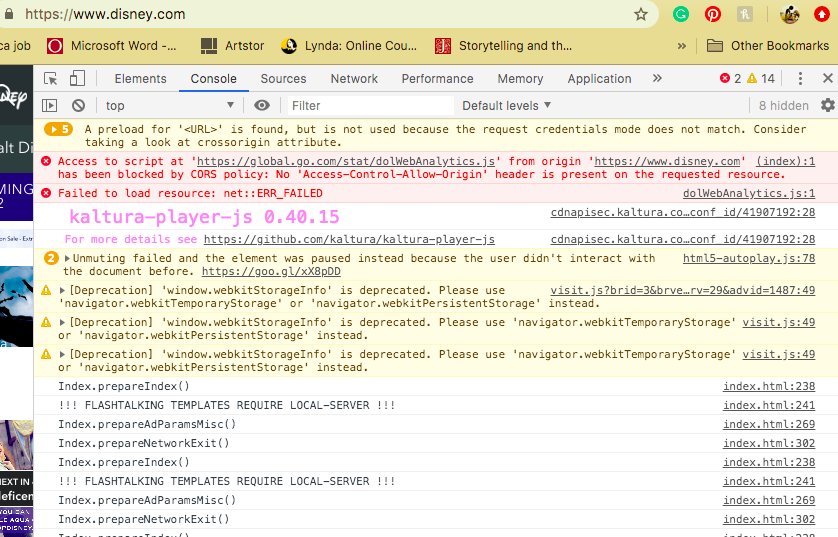 https://www.disney.com
ca job
Microsoft Word -...
Artstor
Lynda: Online Cou...
Storytelling and th...
»
Other Bookmarks
Elements
Console
Sources
Network
Performance
Memory
Application
»
2
14
top
Filter
Default levels
8 hidden
5
A preload for '<URL>' is found, but is not used because the request credentials mode does not match. Consider
taking a look at crossorigin attribute.
Access to script at 'https://global.go.com/stat/dolWebAnalytics.js' from origin 'https://www.disney.com' (index):1
has been blocked by CORS policy: No 'Access-Control-Allow-Origin' header is present on the requested resource.
Failed to load resource: net::ERR_FAILED dolWebAnalytics.js:1
kaltura-player-js 0.40.15 cdnapisec.kaltura.co…conf_id/41907192:28
For more details see https://github.com/kaltura/kaltura-player-js cdnapisec.kaltura.co…conf_id/41907192:28
2
Unmuting failed and the element was paused instead because the user didn't interact with html5-autoplay.js:78
the document before. https://goo.gl/xX8pDD
[Deprecation] 'window.webkitStorageInfo' is deprecated. Please use visit.js?brid=3&brve…rv=29&advid=1487:49
'navigator.webkitTemporaryStorage' or 'navigator.webkitPersistentStorage' instead.
[Deprecation] 'window.webkitStorageInfo' is deprecated. Please use 'navigator.webkitTemporaryStorage' visit.js:49
or 'navigator.webkitPersistentStorage' instead.
[Deprecation] 'window.webkitStorageInfo' is deprecated. Please use 'navigator.webkitTemporaryStorage' visit.js:49
or 'navigator.webkitPersistentStorage' instead.
Index.prepareIndex() index.html:238
!!! FLASHTALKING TEMPLATES REQUIRE LOCAL-SERVER !!! index.html:241
Index.prepareAdParamsMisc() index.html:269
Index.prepareNetworkExit() index.html:302
Index.prepareIndex() index.html:238
!!! FLASHTALKING TEMPLATES REQUIRE LOCAL-SERVER !!! index.html:241
Index.prepareAdParamsMisc() index.html:269
Index.prepareNetworkExit() index.html:302
Index.prepareIndex() index.html:238
alt Di
MING
2
on Sale - Extr
NEXT IN
eficen
YOU CAN
LE AQUA
OPDISNEY.